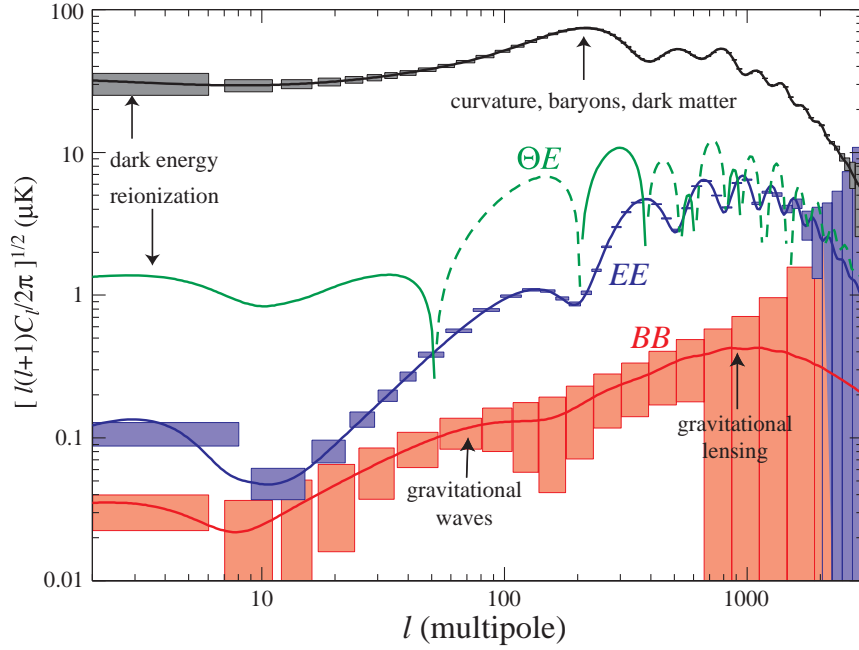 100
10
1
0.1
0.01
[ l(l+1)Cl/2π ]1/2 (μK)
dark energy
reionization
curvature, baryons, dark matter
ΘE
EE
BB
gravitational
waves
gravitational
lensing
10
100
1000
l (multipole)